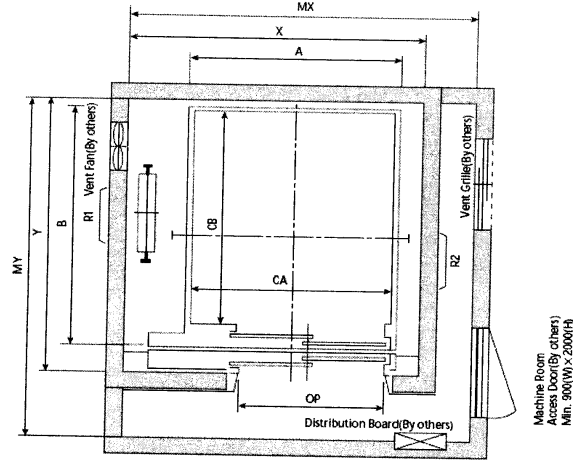 MX
X
A
Vent Fan(By others)
R1
B
Y
MY
CB
CA
Vent Grille(By others)
R2
OP
Distribution Board(By others)
Machine Room
Access Door(By others)
Min. 900(W) x 2000(H)